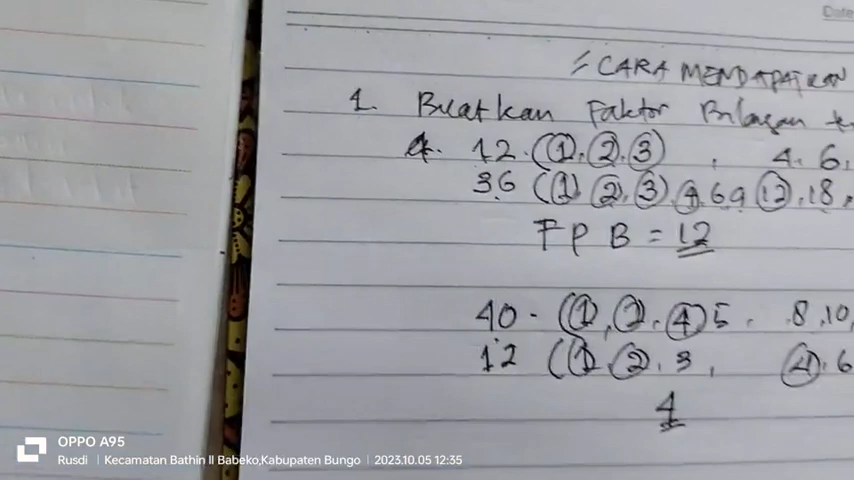 Date
= CARA MENDAPATKAN
1. Buatkan Faktor Bilangan
a. 12. (1, 2, 3) , 4. 6,
36 (1, 2, 3) 4, 6, 9 12, 18,
FPB = 12
40 - (1, 2, 4) 5, 8, 10,
12 (1, 2, 3, 4, 6
4
OPPO A95
Rusdi | Kecamatan Bathin II Babeko,Kabupaten Bungo | 2023.10.05 12:35